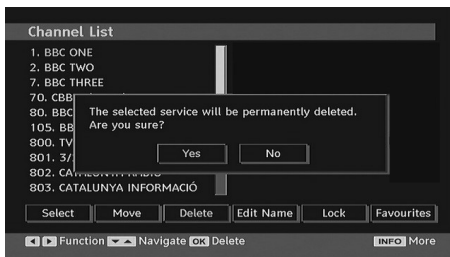 Channel List
1. BBC ONE
2. BBC TWO
7. BBC THREE
70. CBB
80. BBC
105. BB
800. TV
801. 3/
802. CATALUNYA RÀDIO
803. CATALUNYA INFORMACIÓ
The selected service will be permanently deleted.
Are you sure?
Yes No
Select Move Delete Edit Name Lock Favourites
Function Navigate OK Delete INFO More